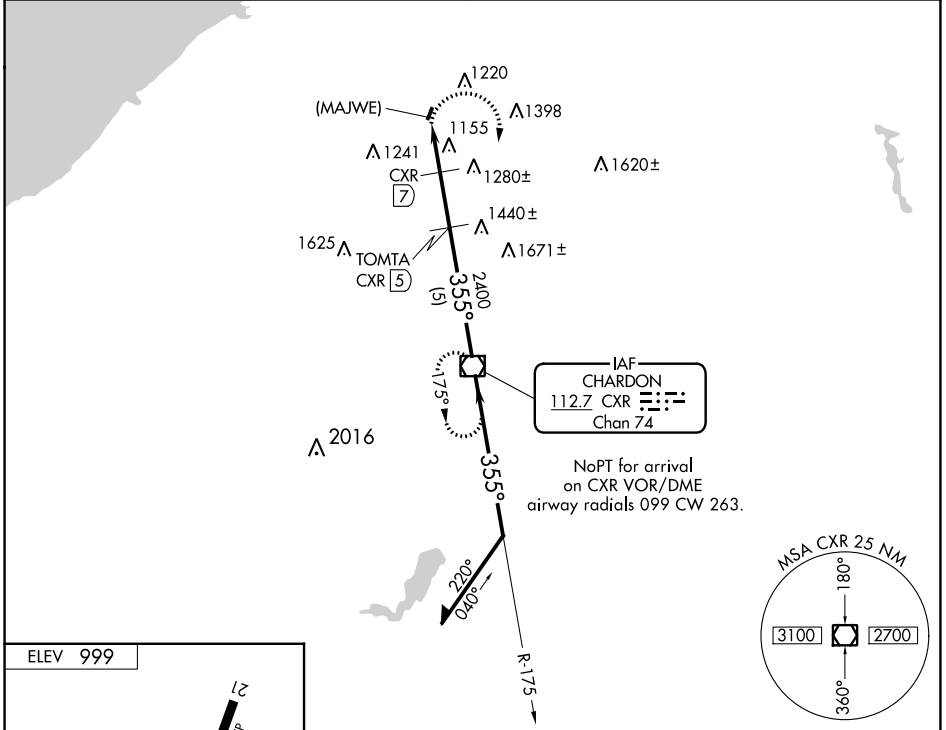 1220
(MAJWE)
1398
1155
1241
1280±
1620±
CXR
7
1440±
1625
TOMTA
CXR 5
1671±
2400
355°
(5)
IAF
CHARDON
112.7 CXR
Chan 74
175°
2016
355°
NoPT for arrival
on CXR VOR/DME
airway radials 099 CW 263.
220°
040°
MSA CXR 25 NM
180°
3100
2700
360°
R-175
ELEV 999
21